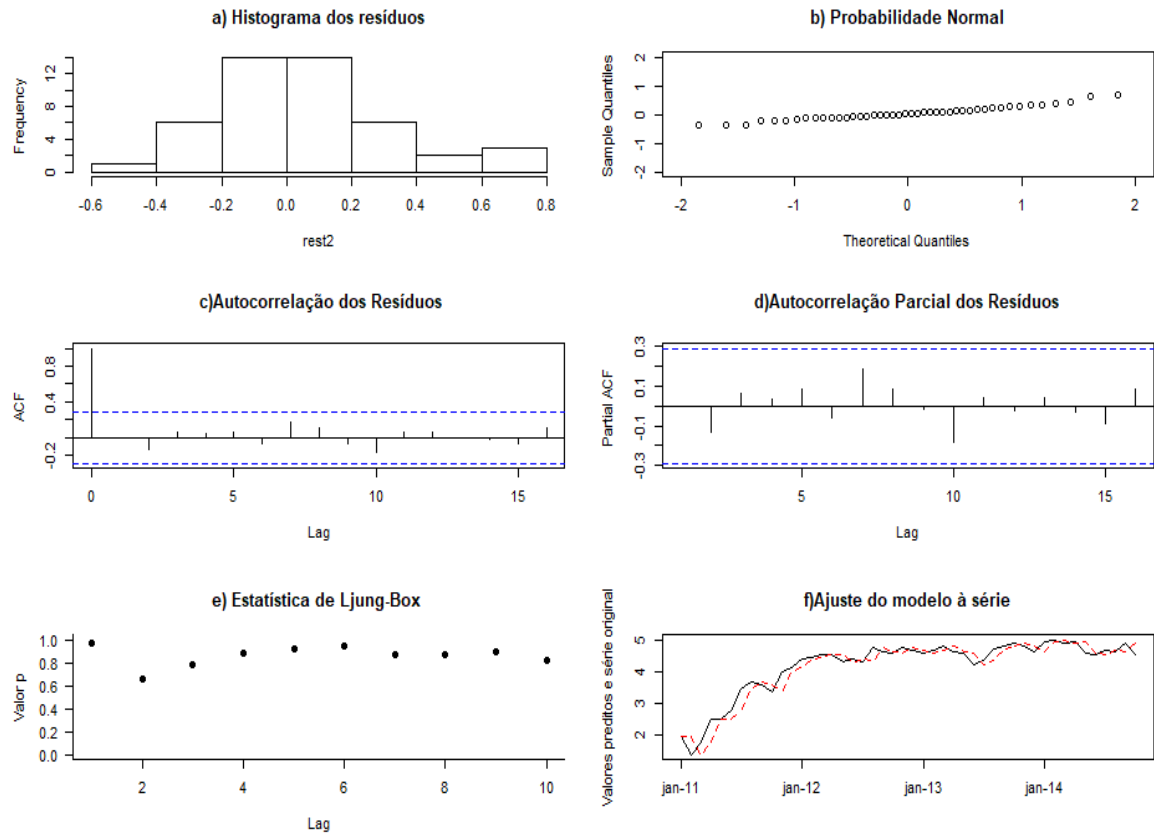 a) Histograma dos resíduos
Frequency
0 4 8 12
-0.6 -0.4 -0.2 0.0 0.2 0.4 0.6 0.8
rest2
b) Probabilidade Normal
Sample Quantiles
-2 -1 0 1 2
-2 -1 0 1 2
Theoretical Quantiles
c)Autocorrelação dos Resíduos
ACF
-0.2 0.4 0.8
0 5 10 15
Lag
d)Autocorrelação Parcial dos Resíduos
Partial ACF
-0.3 -0.1 0.1 0.3
5 10 15
Lag
e) Estatística de Ljung-Box
Valor p
0.0 0.2 0.4 0.6 0.8 1.0
2 4 6 8 10
Lag
f)Ajuste do modelo à série
Valores preditos e série original
2 3 4 5
jan-11 jan-12 jan-13 jan-14